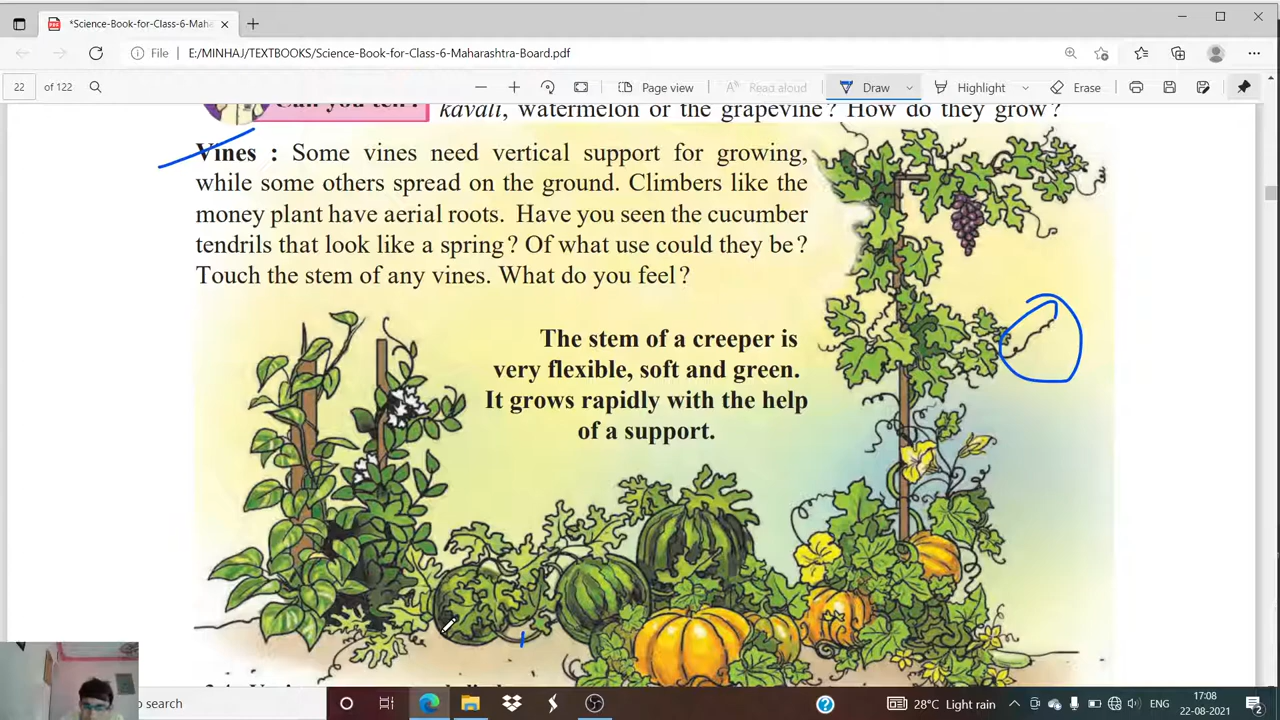 *Science-Book-for-Class-6-Maha
File E:/MINHAJ/TEXTBOOKS/Science-Book-for-Class-6-Maharashtra-Board.pdf
22 of 122 Page view Read aloud Draw Highlight Erase
Can you tell?
kavali, watermelon or the grapevine? How do they grow?
Vines : Some vines need vertical support for growing,
while some others spread on the ground. Climbers like the
money plant have aerial roots. Have you seen the cucumber
tendrils that look like a spring? Of what use could they be?
Touch the stem of any vines. What do you feel?
The stem of a creeper is
very flexible, soft and green.
It grows rapidly with the help
of a support.
search
28°C Light rain ENG 17:08
22-08-2021
2